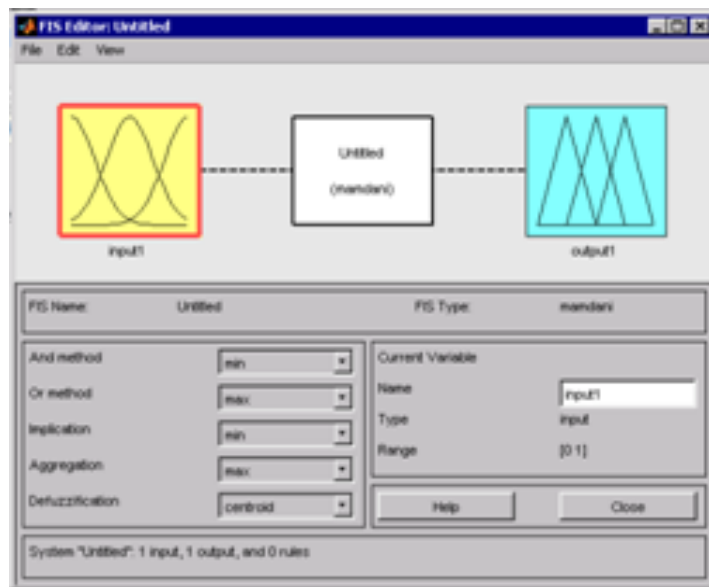 FIS Editor: Untitled
File Edit View
Untitled
(mamdani)
input1
output1
FIS Name: Untitled FIS Type: mamdani
And method min
Or method max
Implication min
Aggregation max
Defuzzification centroid
Current Variable
Name input1
Type input
Range [0 1]
Help Close
System "Untitled": 1 input, 1 output, and 0 rules